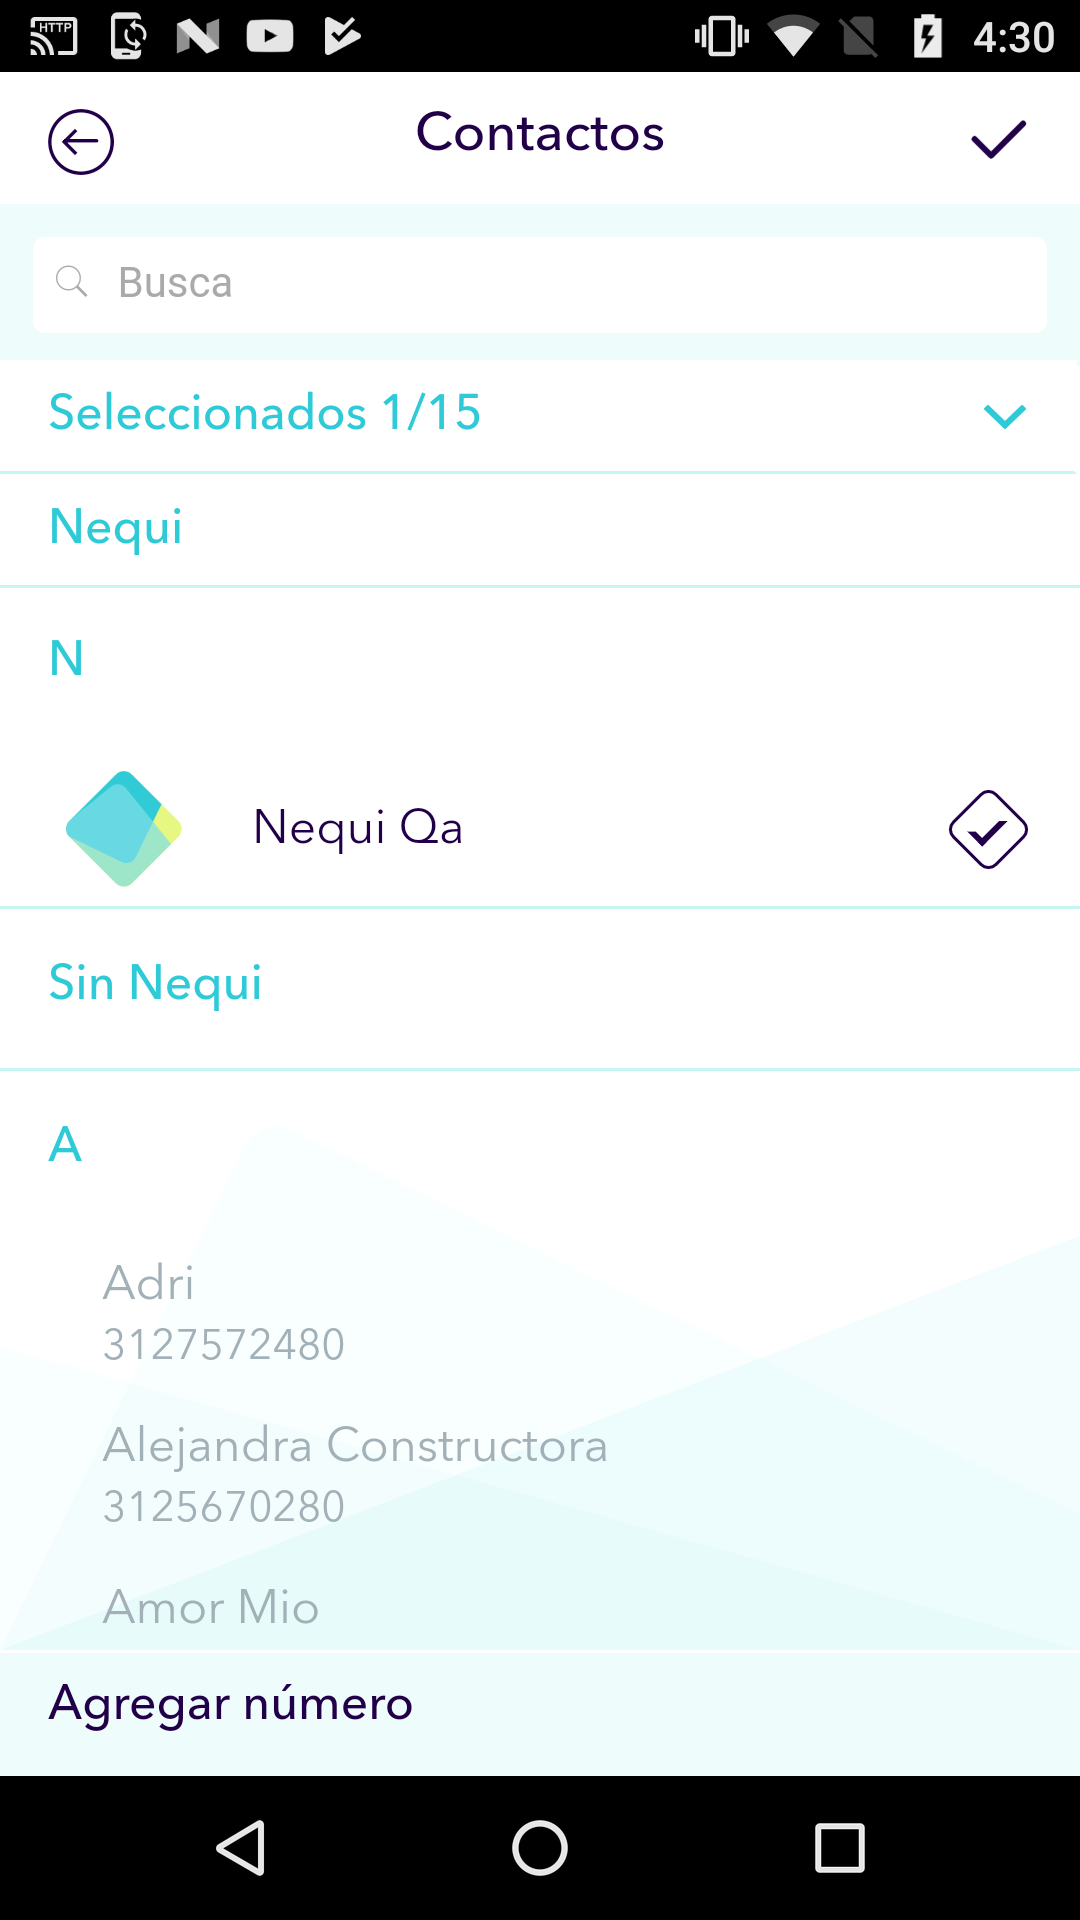 HTTP
4:30
Contactos
Busca
Seleccionados 1/15
Nequi
N
Nequi Qa
Sin Nequi
A
Adri
3127572480
Alejandra Constructora
3125670280
Amor Mio
Agregar número